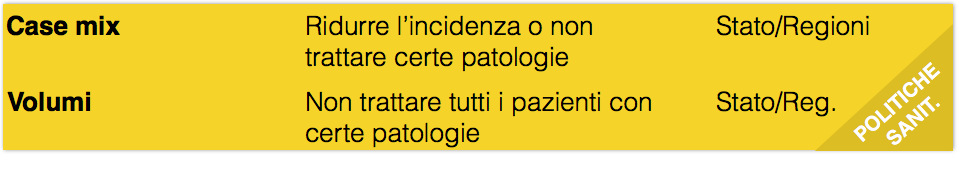 Case mix Ridurre l’incidenza o non Stato/Regioni
trattare certe patologie
Volumi Non trattare tutti i pazienti con Stato/Reg.
certe patologie
POLITICHE
SANIT.